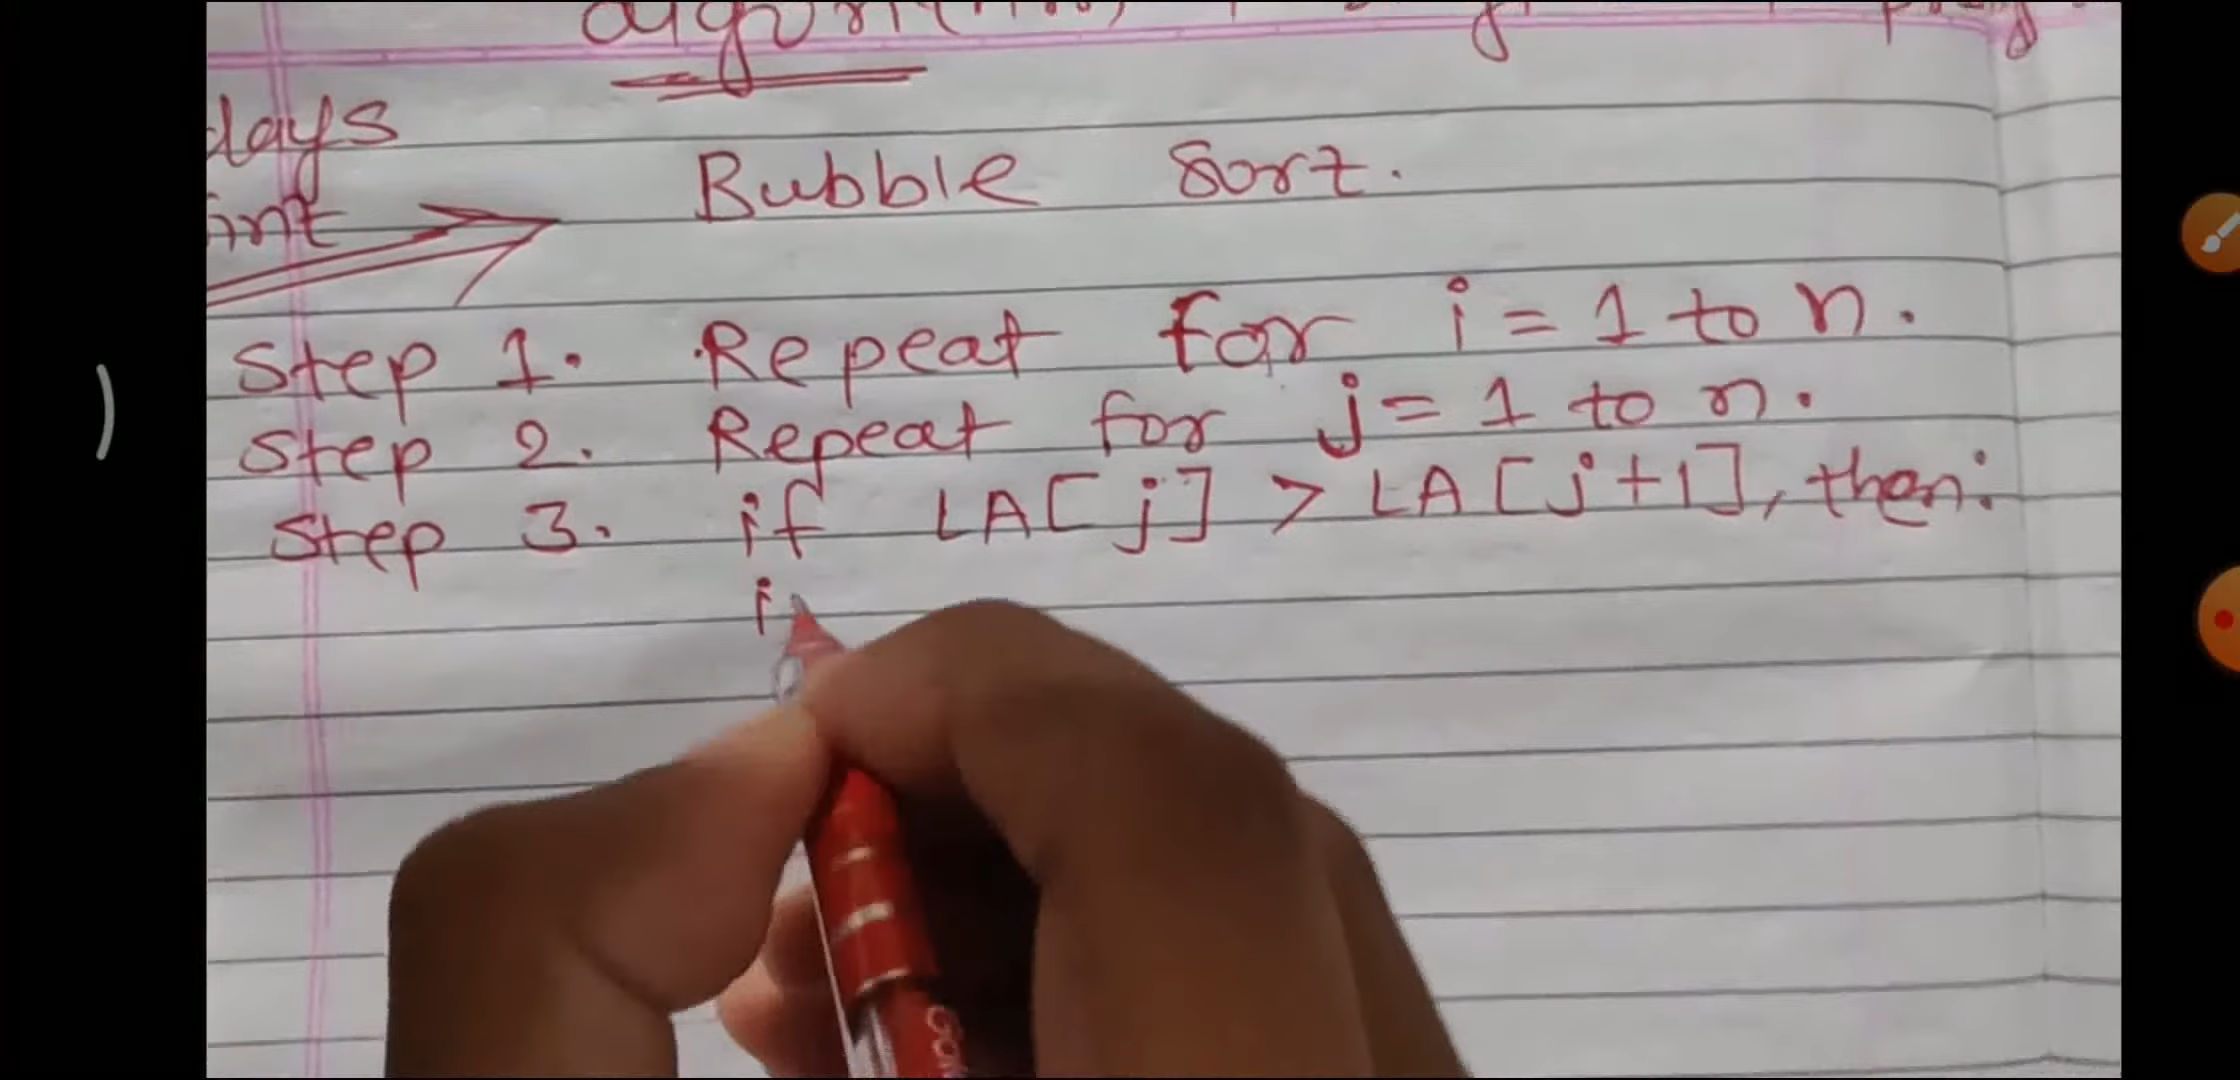 days
Bubble Sort.
Step 1. Repeat for i = 1 to n.
Step 2. Repeat for j = 1 to n.
Step 3. if LA[j] > LA[j+1], then:
i